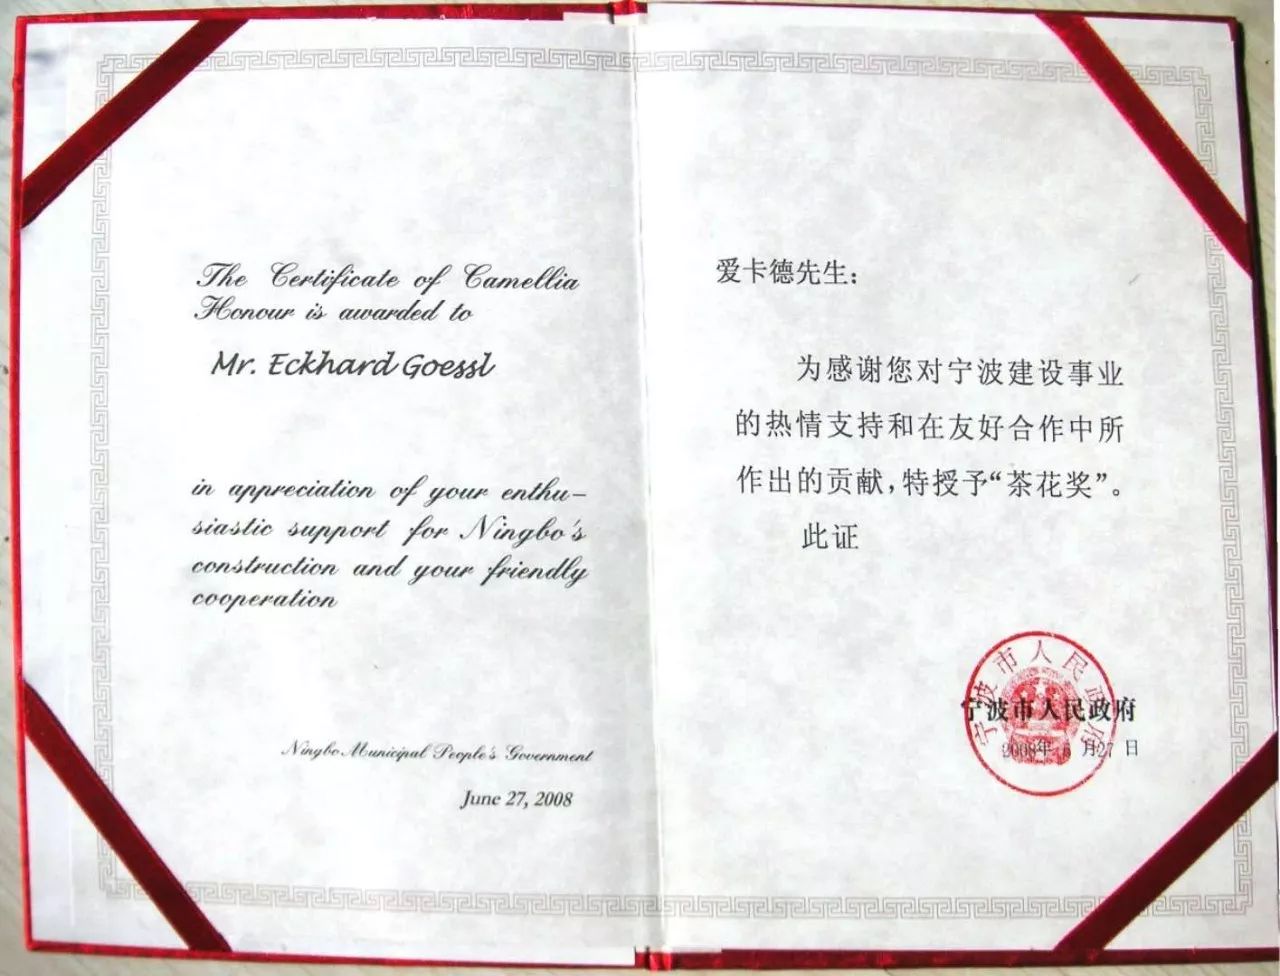 The Certificate of Camellia
Honour is awarded to
Mr. Eckhard Goessl
in appreciation of your enthu-
siastic support for Ningbo's
construction and your friendly
cooperation
Ningbo Municipal People's Government
June 27, 2008
爱卡德先生：
为感谢您对宁波建设事业
的热情支持和在友好合作中所
作出的贡献，特授予“茶花奖”。
此证
宁波市人民政府
宁波市人民政府
2008年 6 月27 日